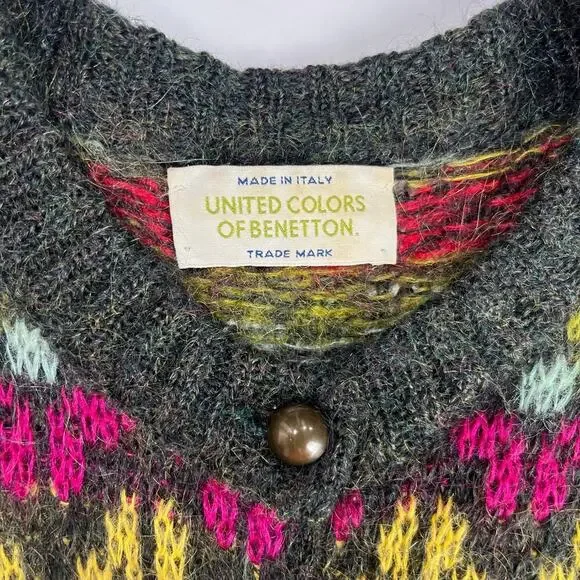 MADE IN ITALY
UNITED COLORS
OF BENETTON.
TRADE MARK